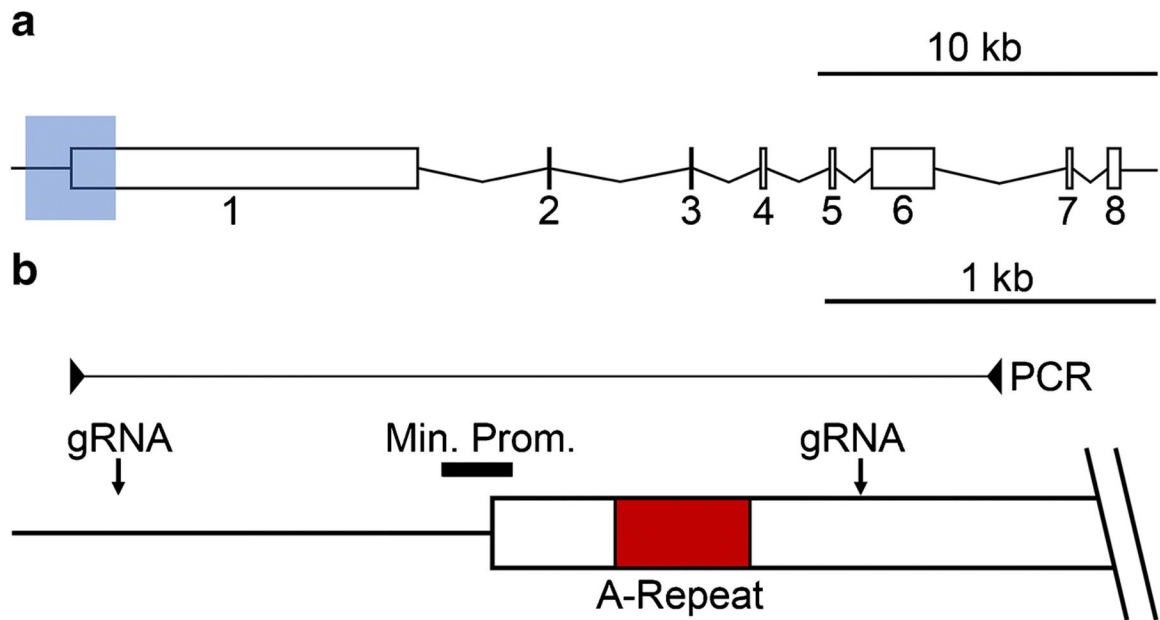 a
10 kb
1 2 3 4 5 6 7 8
b
1 kb
PCR
gRNA Min. Prom. gRNA
A-Repeat